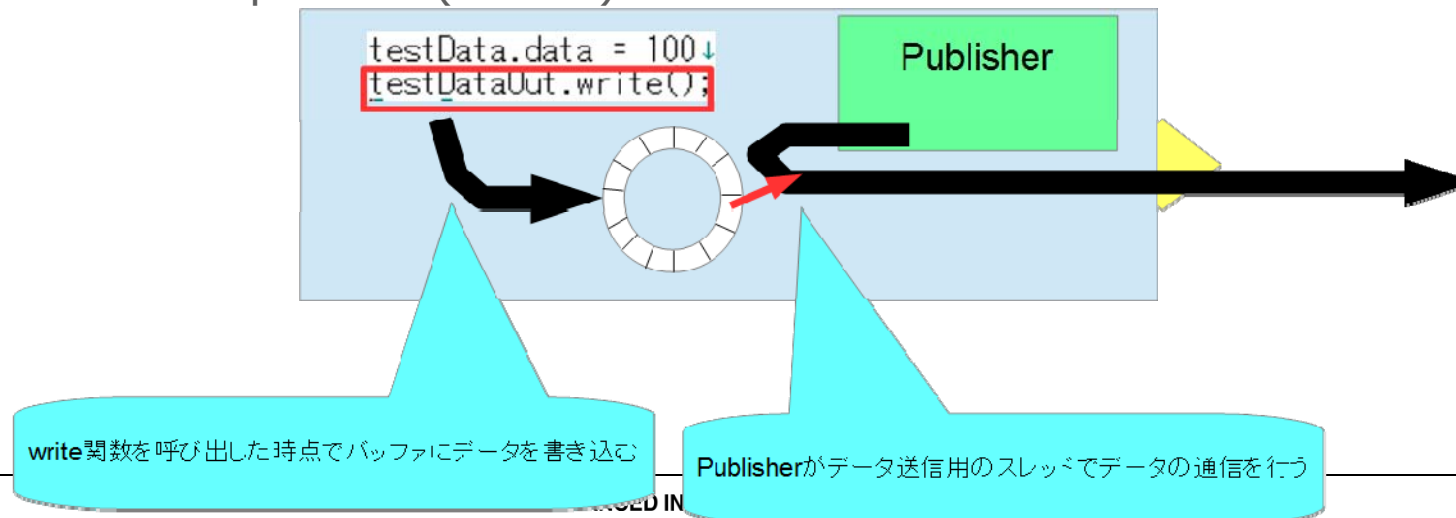 testData.data = 100↓
testDataOut.write();
Publisher
write関数を呼び出した時点でバッファにデータを書き込む
Publisherがデータ送信用のスレッドでデータの通信を行う